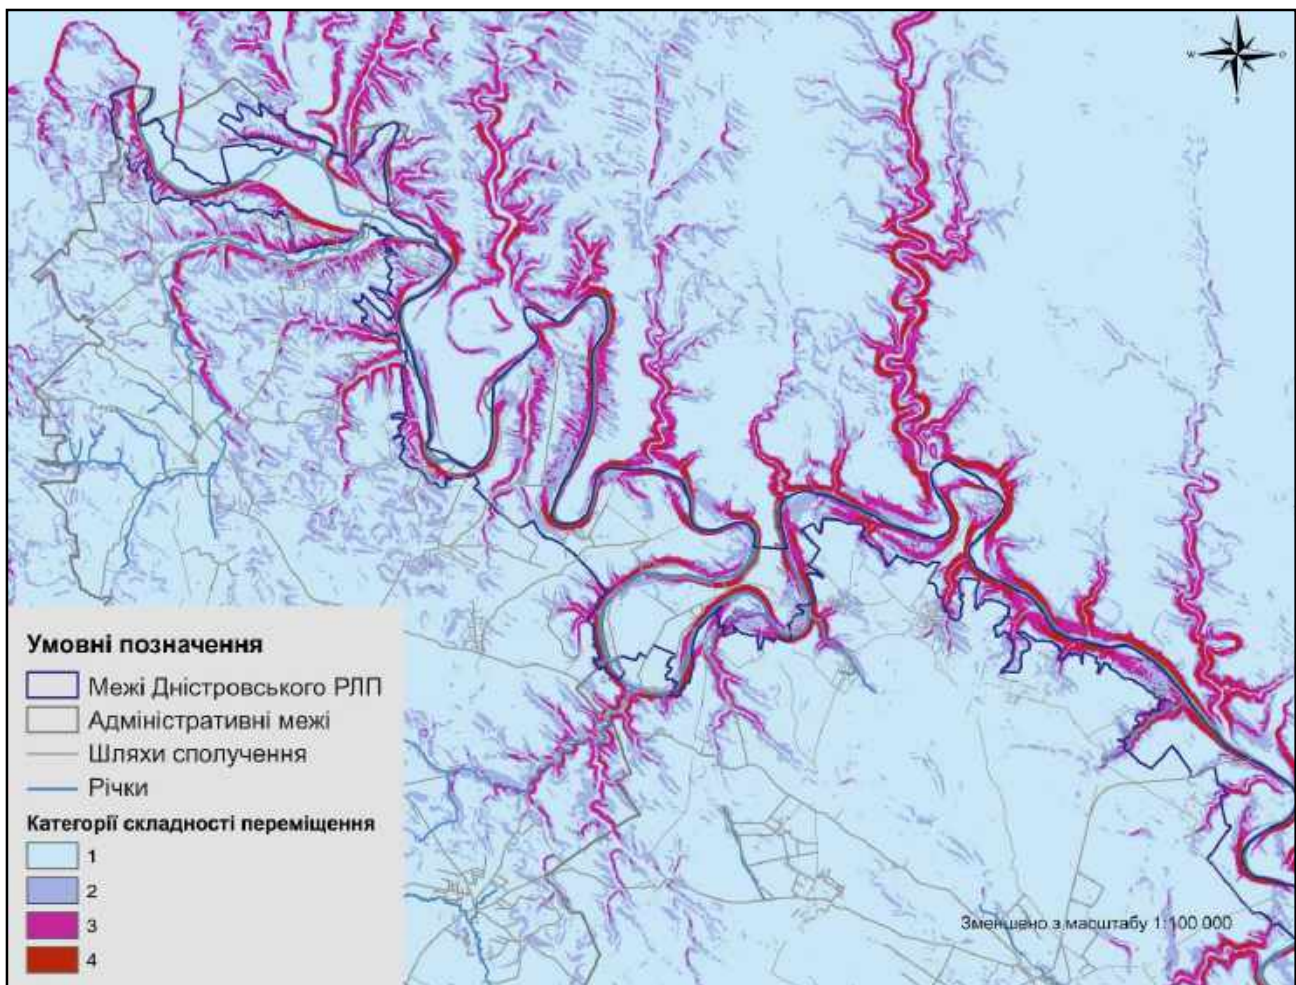 W O
S
Умовні позначення
Межі Дністровського РЛП
Адміністративні межі
Шляхи сполучення
Річки
Категорії складності переміщення
1
2
3
4
Зменшено з масштабу 1:100 000